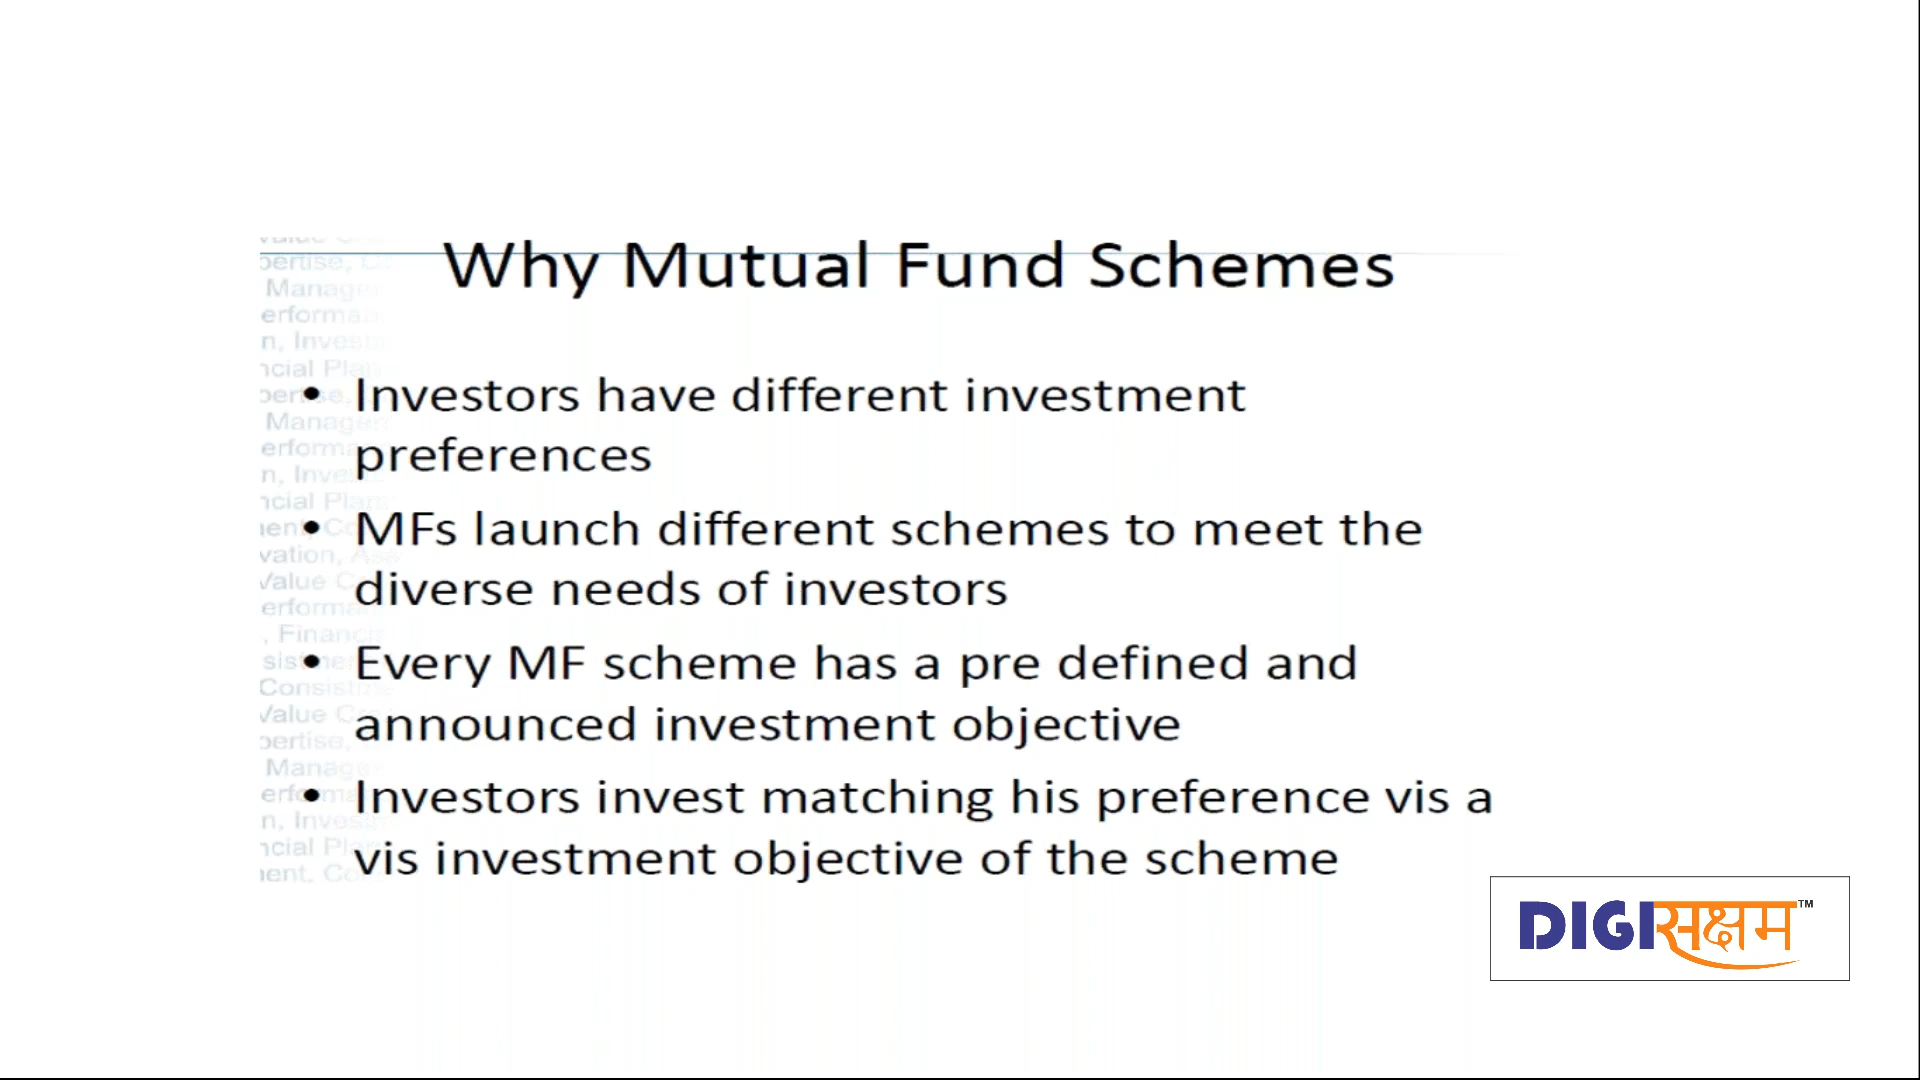 Why Mutual Fund Schemes
• Investors have different investment
preferences
• MFs launch different schemes to meet the
diverse needs of investors
• Every MF scheme has a pre defined and
announced investment objective
• Investors invest matching his preference vis a
vis investment objective of the scheme
DIGIसक्षम™